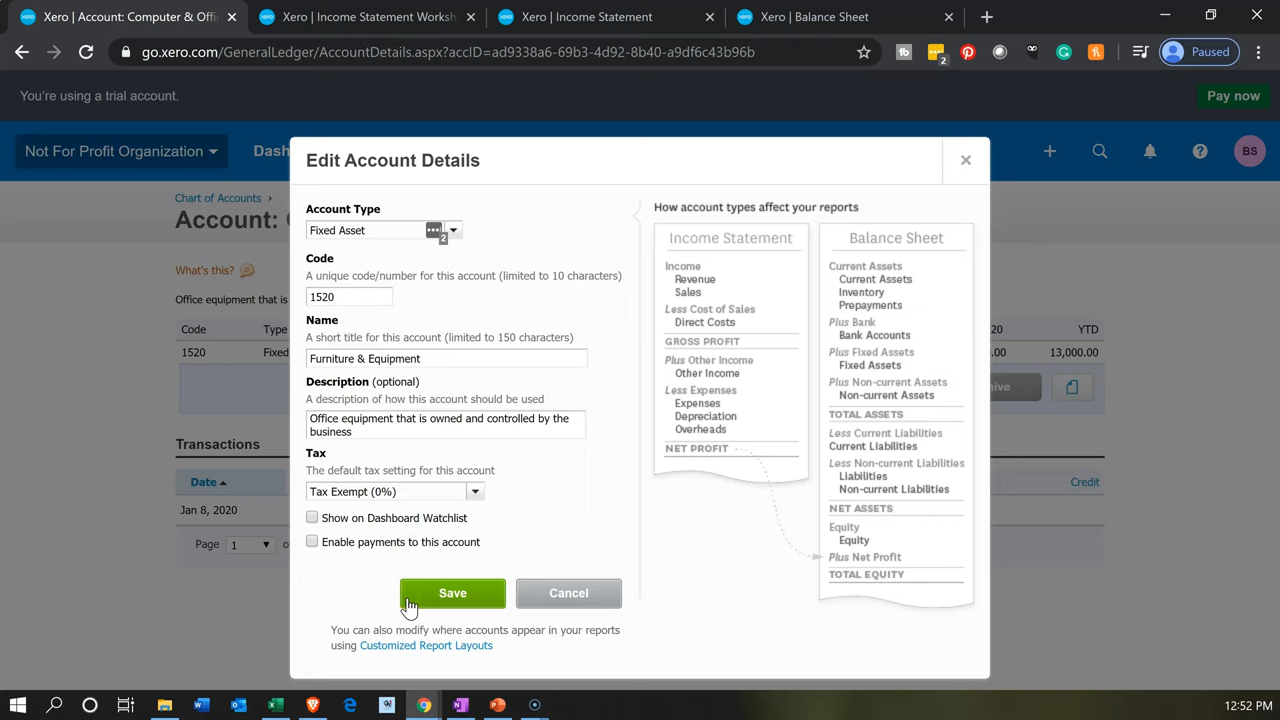 Xero | Account: Computer & Offi
Xero | Income Statement Worksh
Xero | Income Statement
Xero | Balance Sheet
go.xero.com/GeneralLedger/AccountDetails.aspx?accID=ad9338a6-69b3-4d92-8b40-a9df6c43b96b
2
Paused
You're using a trial account.
Pay now
Not For Profit Organization
Dash
BS
Chart of Accounts ›
Account: C
What's this?
Office equipment that is
Code
Type
20
YTD
1520
Fixed
.00
13,000.00
hive
Transactions
Date
Credit
Jan 8, 2020
Page 1 o
Edit Account Details
Account Type
Fixed Asset
2
Code
A unique code/number for this account (limited to 10 characters)
1520
Name
A short title for this account (limited to 150 characters)
Furniture & Equipment
Description (optional)
A description of how this account should be used
Office equipment that is owned and controlled by the
business
Tax
The default tax setting for this account
Tax Exempt (0%)
Show on Dashboard Watchlist
Enable payments to this account
Save
Cancel
You can also modify where accounts appear in your reports
using Customized Report Layouts
How account types affect your reports
Income Statement
Income
Revenue
Sales
Less Cost of Sales
Direct Costs
GROSS PROFIT
Plus Other Income
Other Income
Less Expenses
Expenses
Depreciation
Overheads
NET PROFIT
Balance Sheet
Current Assets
Current Assets
Inventory
Prepayments
Plus Bank
Bank Accounts
Plus Fixed Assets
Fixed Assets
Plus Non-current Assets
Non-current Assets
TOTAL ASSETS
Less Current Liabilities
Current Liabilities
Less Non-current Liabilities
Liabilities
Non-current Liabilities
NET ASSETS
Equity
Equity
Plus Net Profit
TOTAL EQUITY
12:52 PM